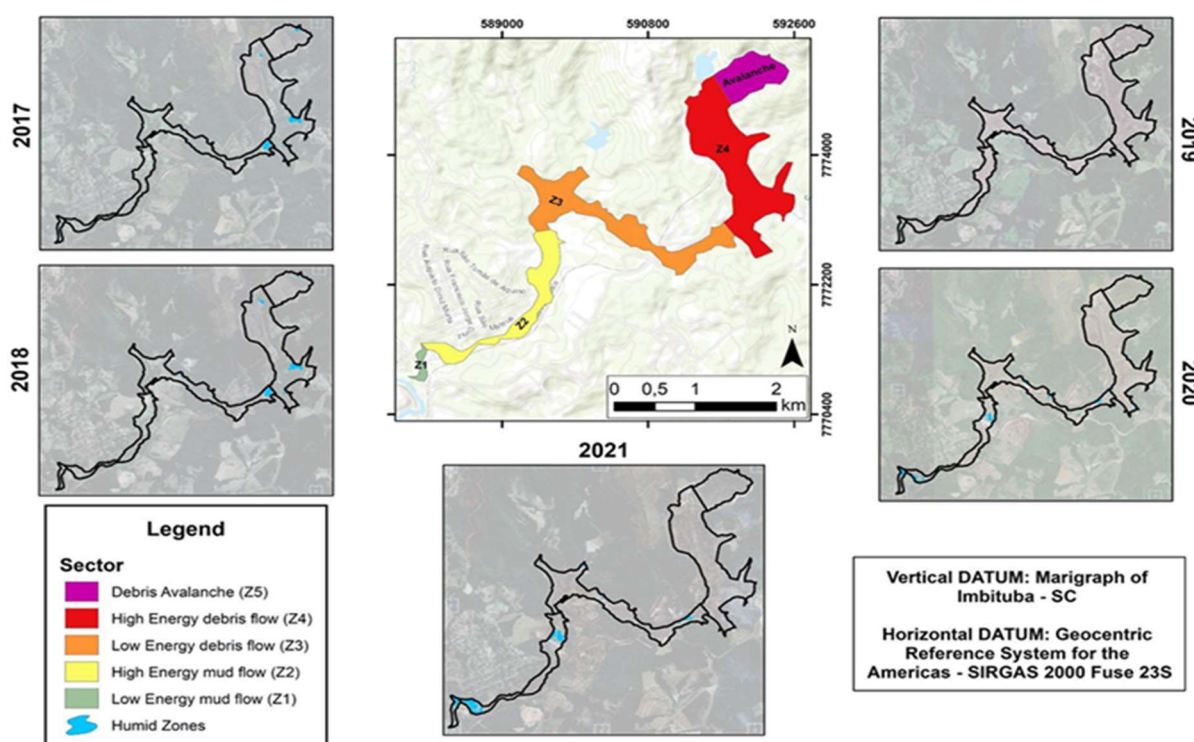 589000
590800
592600
2017
2019
Avalanche
Z4
7774000
Z3
7772200
Z2
Z1
N
0 0,5 1 2
km
7770400
2018
2020
2021
Legend
Sector
Debris Avalanche (Z5)
High Energy debris flow (Z4)
Low Energy debris flow (Z3)
High Energy mud flow (Z2)
Low Energy mud flow (Z1)
Humid Zones
Vertical DATUM: Marigraph of
Imbituba - SC
Horizontal DATUM: Geocentric
Reference System for the
Americas - SIRGAS 2000 Fuse 23S